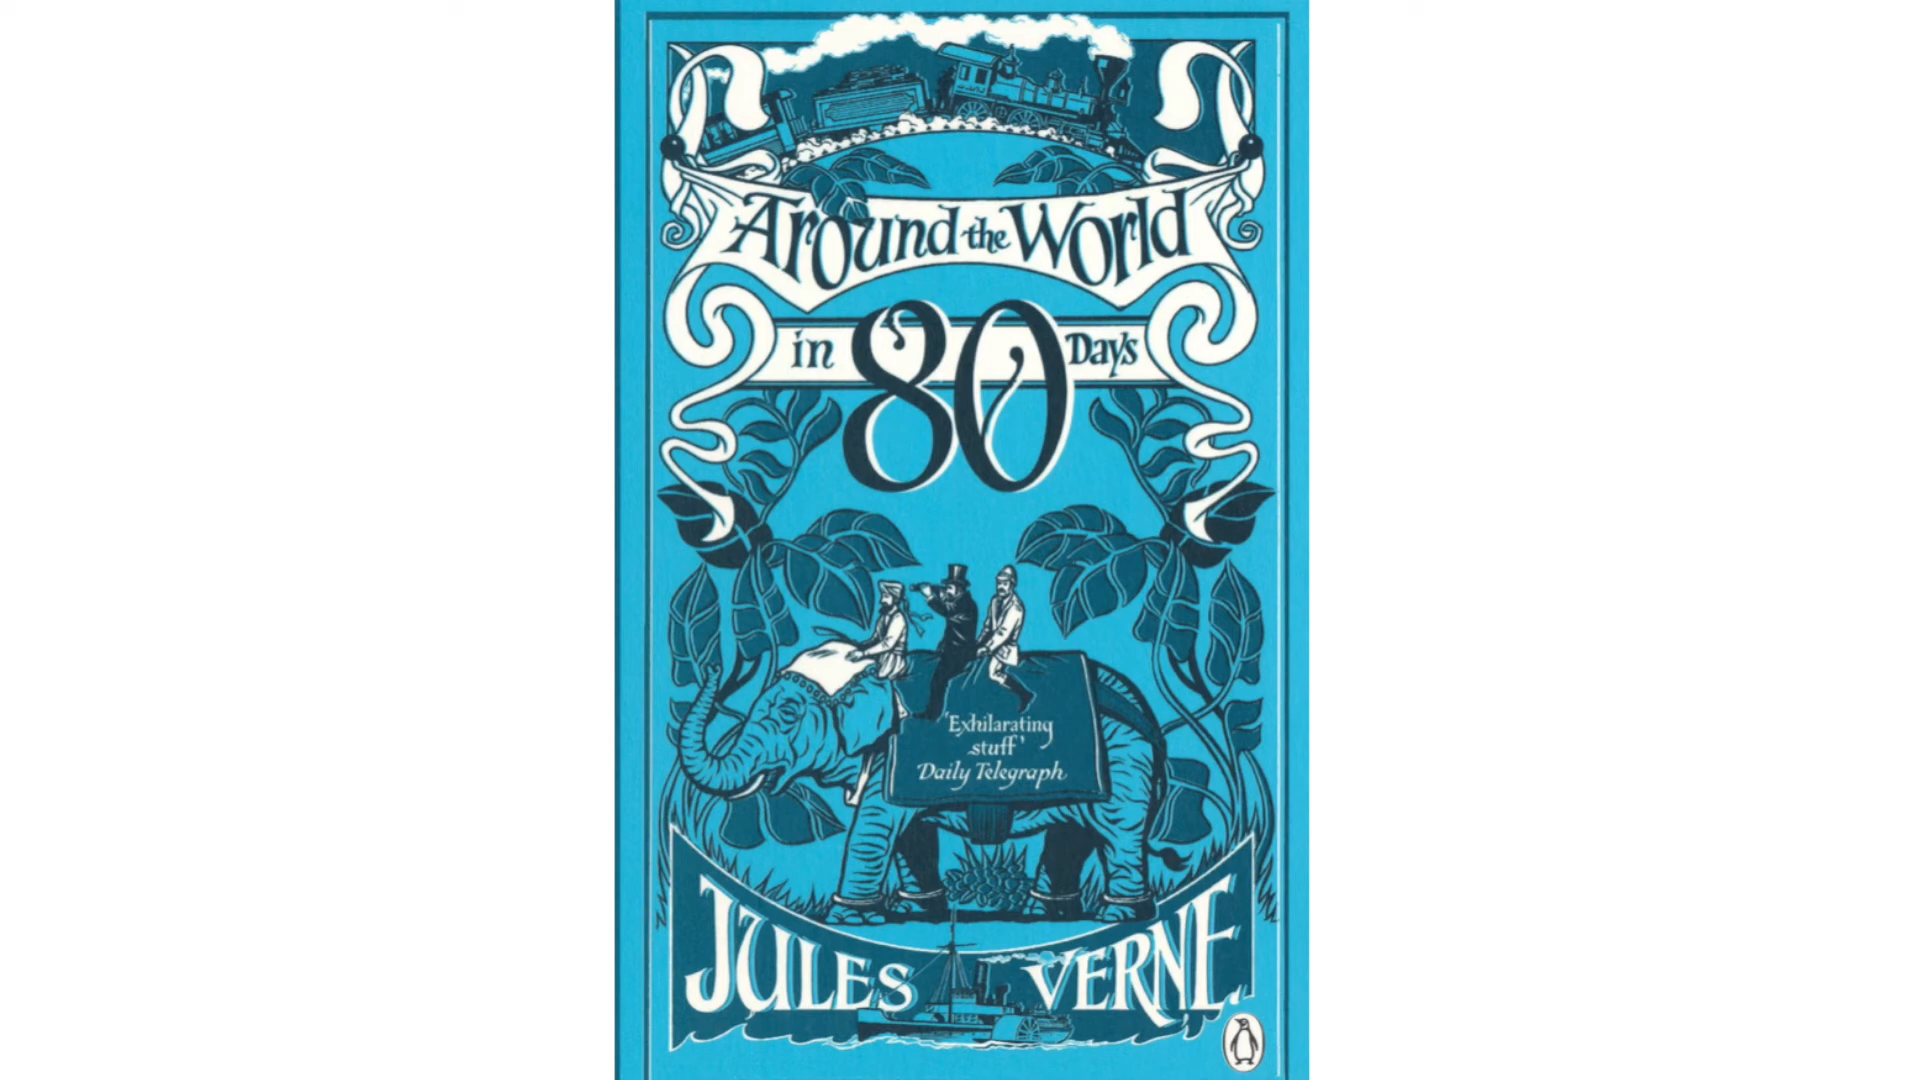 Around the World
in 80 Days
'Exhilarating
stuff'
Daily Telegraph
JULES VERNE